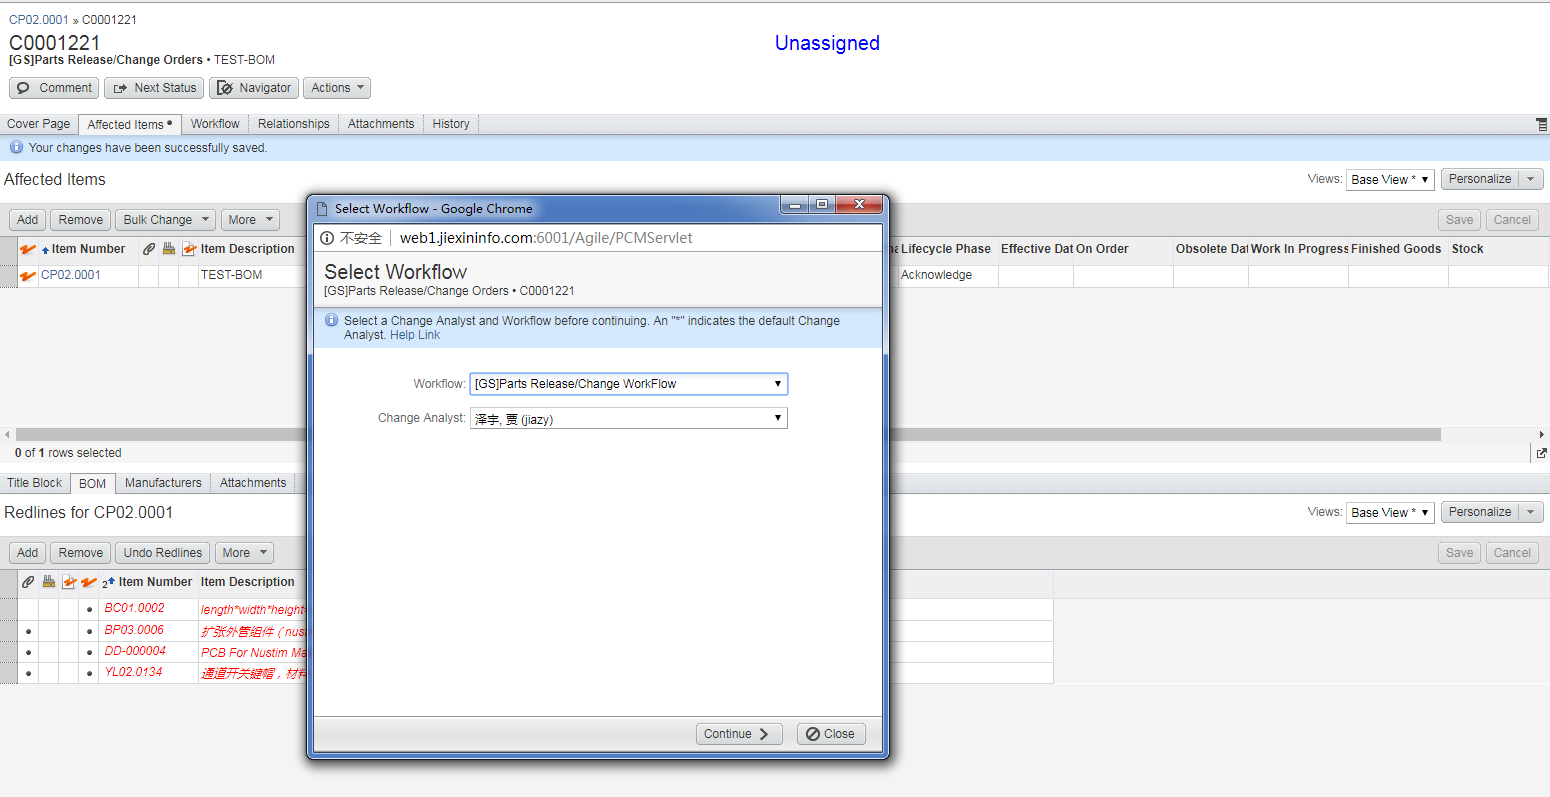 CP02.0001 » C0001221
C0001221
Unassigned
[GS]Parts Release/Change Orders • TEST-BOM
Comment Next Status Navigator Actions
Cover Page Affected Items • Workflow Relationships Attachments History
Your changes have been successfully saved.
Affected Items
Views: Base View * Personalize
Add Remove Bulk Change More
Save Cancel
Item Number Item Description
Lifecycle Phase Effective Dat On Order Obsolete Dat Work In Progress Finished Goods Stock
CP02.0001 TEST-BOM
Acknowledge
0 of 1 rows selected
Title Block BOM Manufacturers Attachments
Redlines for CP02.0001
Views: Base View * Personalize
Add Remove Undo Redlines More
Save Cancel
2 Item Number Item Description
BC01.0002 length*width*height
BP03.0006 扩张外管组件（nus
DD-000004 PCB For Nustim Ma
YL02.0134 通道开关键帽，材料
Select Workflow - Google Chrome
不安全 web1.jiexininfo.com:6001/Agile/PCMServlet
Select Workflow
[GS]Parts Release/Change Orders • C0001221
Select a Change Analyst and Workflow before continuing. An "*" indicates the default Change
Analyst. Help Link
Workflow: [GS]Parts Release/Change WorkFlow
Change Analyst: 泽宇, 贾 (jiazy)
Continue Close